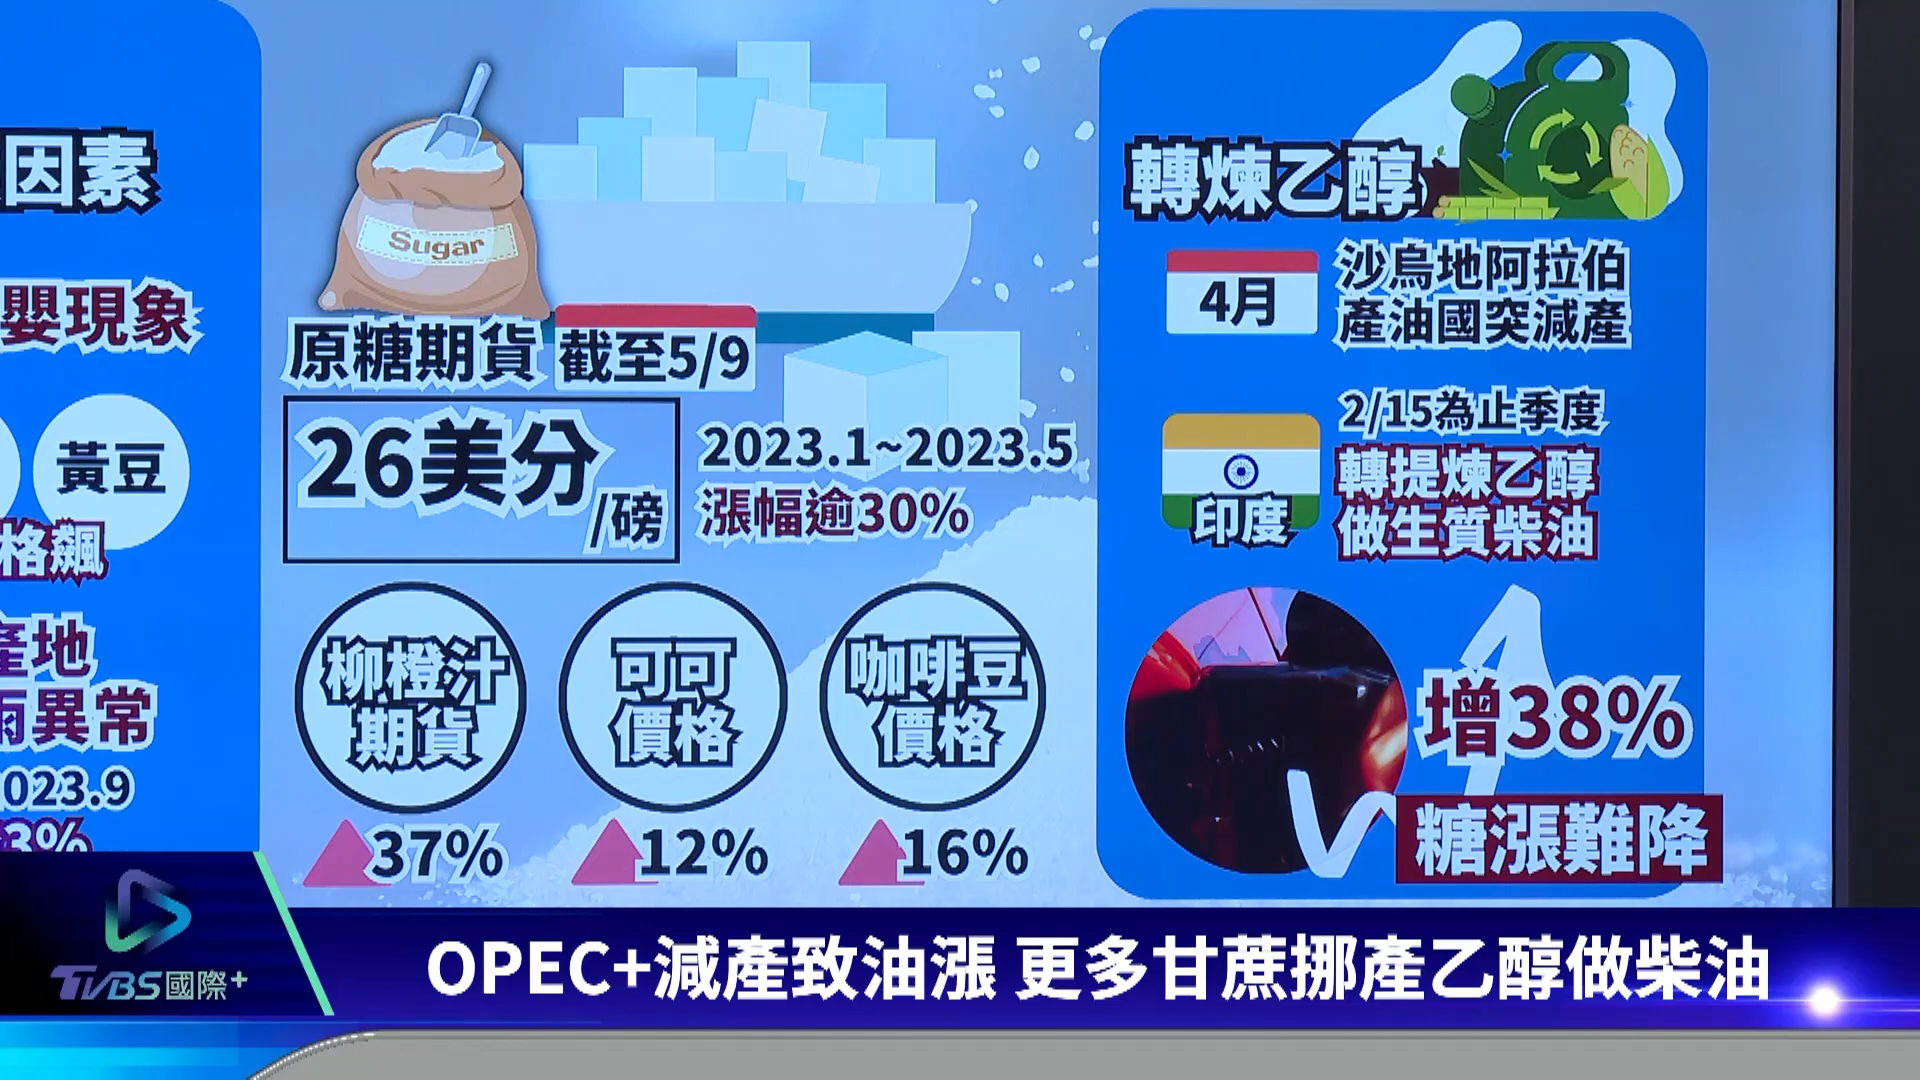 因素
嬰現象
黃豆
格飆
產地
雨異常
023.9
3%
Sugar
原糖期貨
截至5/9
26美分/磅
2023.1~2023.5
漲幅逾30%
柳橙汁
期貨
37%
可可
價格
12%
咖啡豆
價格
16%
轉煉乙醇
4月
沙烏地阿拉伯
產油國突減產
印度
2/15為止季度
轉提煉乙醇
做生質柴油
增38%
糖漲難降
TVBS國際+
OPEC+減產致油漲 更多甘蔗挪產乙醇做柴油